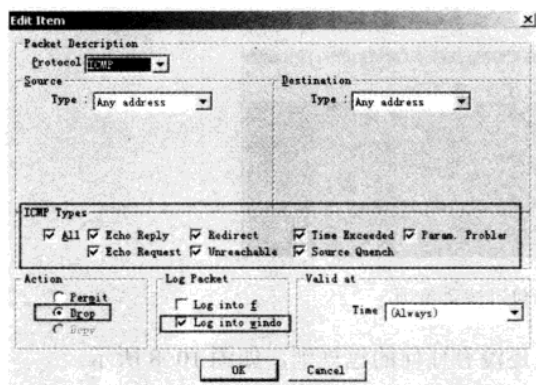 Edit Item
Packet Description
Protocol ICMP
Source
Type : Any address
Destination
Type : Any address
ICMP Types
All Echo Reply Redirect Time Exceeded Param. Probler
Echo Request Unreachable Source Quench
Action
Permit
Drop
Log Packet
Log into f
Log into windo
Valid at
Time (Always)
OK Cancel